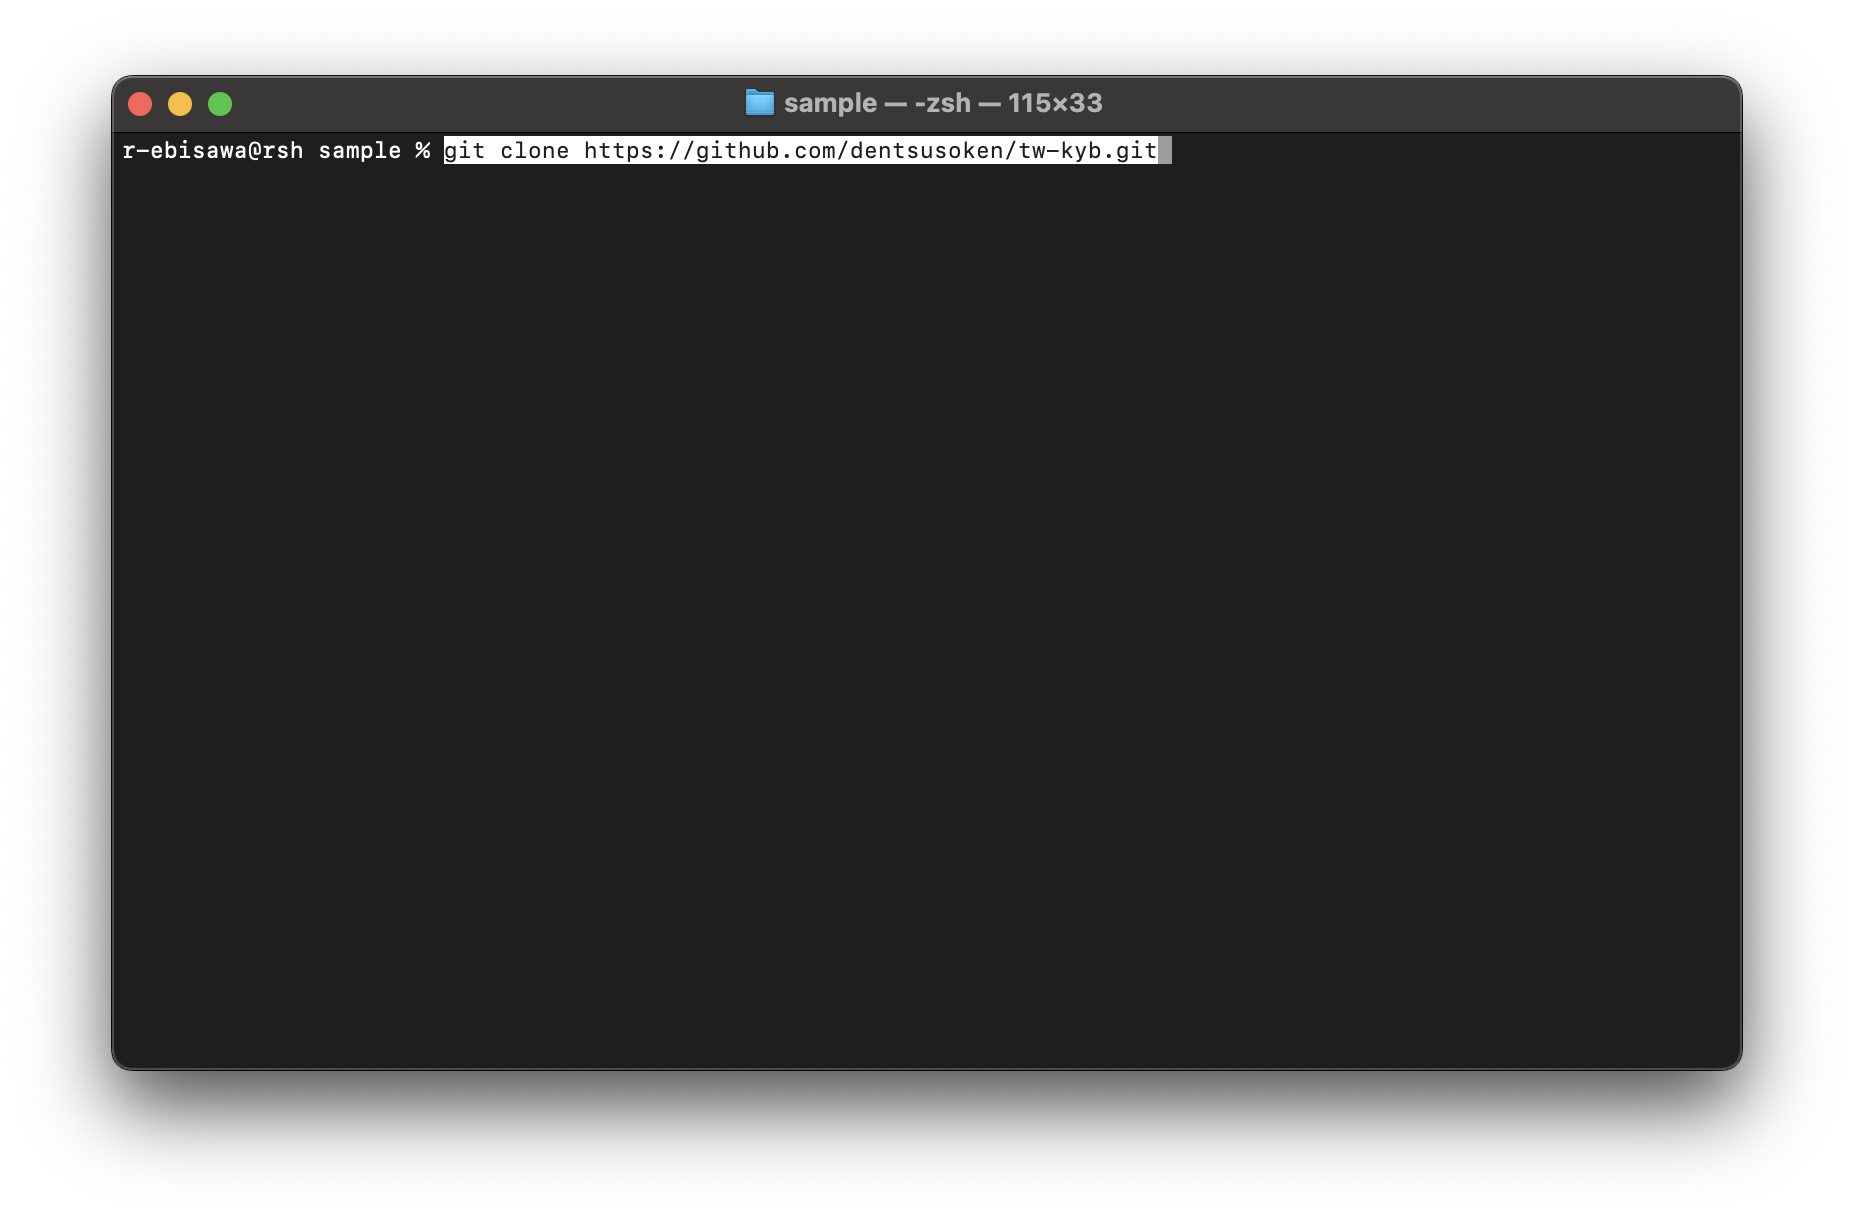 sample — -zsh — 115×33
r-ebisawa@rsh sample % git clone https://github.com/dentsusoken/tw-kyb.git